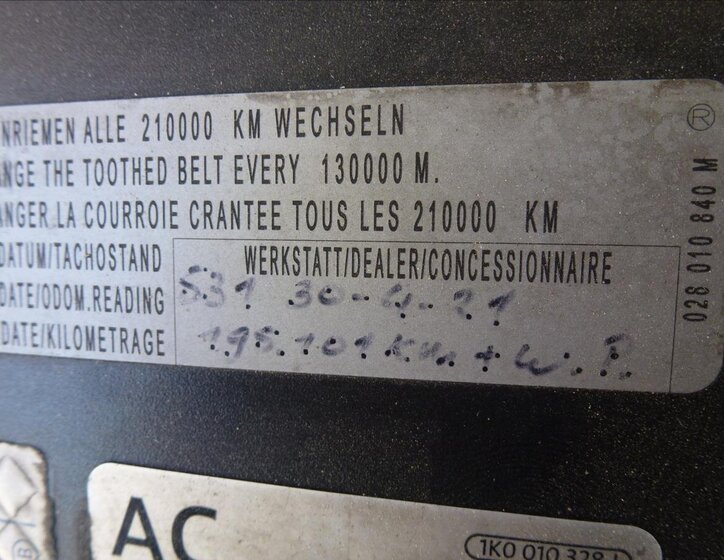 NRIEMEN ALLE 210000 KM WECHSELN
NGE THE TOOTHED BELT EVERY 130000 M.
NGER LA COURROIE CRANTEE TOUS LES 210000 KM
DATUM/TACHOSTAND WERKSTATT/DEALER/CONCESSIONNAIRE
DATE/ODOM.READING 531 30-4-21
DATE/KILOMETRAGE 195.101 Km + W.P.
®
028 010 840 M
AC
1K0 010 328
B